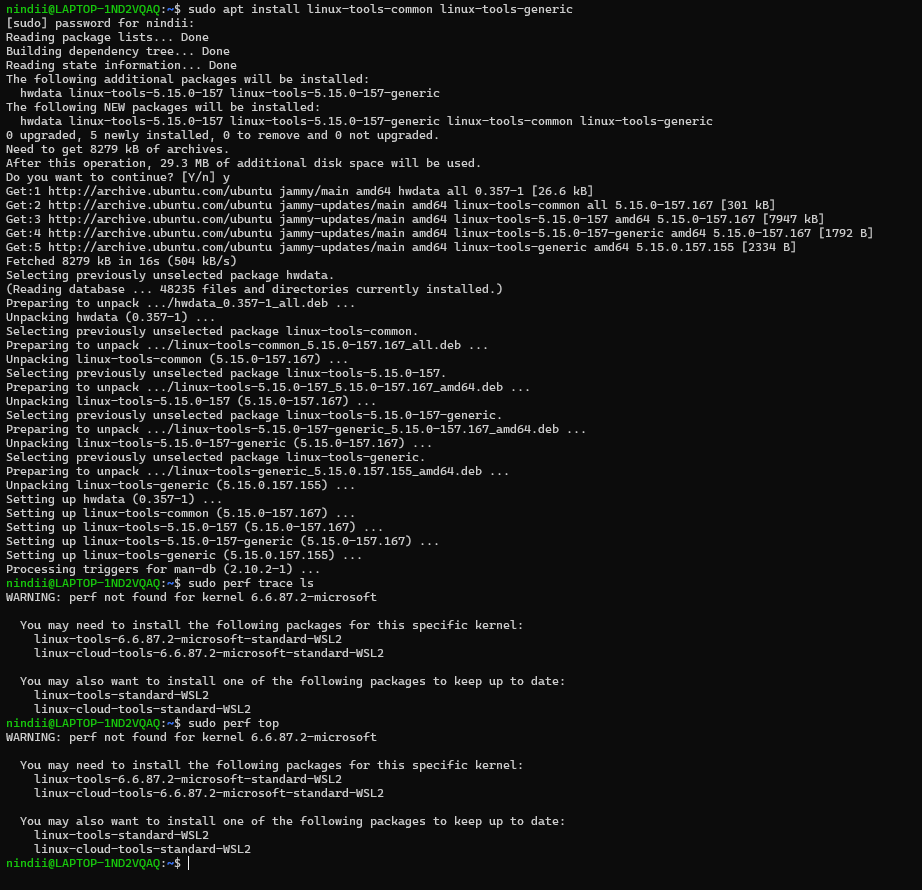 nindii@LAPTOP-1ND2VQAQ:~$ sudo apt install linux-tools-common linux-tools-generic
[sudo] password for nindii:
Reading package lists... Done
Building dependency tree... Done
Reading state information... Done
The following additional packages will be installed:
  hwdata linux-tools-5.15.0-157 linux-tools-5.15.0-157-generic
The following NEW packages will be installed:
  hwdata linux-tools-5.15.0-157 linux-tools-5.15.0-157-generic linux-tools-common linux-tools-generic
0 upgraded, 5 newly installed, 0 to remove and 0 not upgraded.
Need to get 8279 kB of archives.
After this operation, 29.3 MB of additional disk space will be used.
Do you want to continue? [Y/n] y
Get:1 http://archive.ubuntu.com/ubuntu jammy/main amd64 hwdata all 0.357-1 [26.6 kB]
Get:2 http://archive.ubuntu.com/ubuntu jammy-updates/main amd64 linux-tools-common all 5.15.0-157.167 [301 kB]
Get:3 http://archive.ubuntu.com/ubuntu jammy-updates/main amd64 linux-tools-5.15.0-157 amd64 5.15.0-157.167 [7947 kB]
Get:4 http://archive.ubuntu.com/ubuntu jammy-updates/main amd64 linux-tools-5.15.0-157-generic amd64 5.15.0-157.167 [1792 B]
Get:5 http://archive.ubuntu.com/ubuntu jammy-updates/main amd64 linux-tools-generic amd64 5.15.0.157.155 [2334 B]
Fetched 8279 kB in 16s (504 kB/s)
Selecting previously unselected package hwdata.
(Reading database ... 48235 files and directories currently installed.)
Preparing to unpack .../hwdata_0.357-1_all.deb ...
Unpacking hwdata (0.357-1) ...
Selecting previously unselected package linux-tools-common.
Preparing to unpack .../linux-tools-common_5.15.0-157.167_all.deb ...
Unpacking linux-tools-common (5.15.0-157.167) ...
Selecting previously unselected package linux-tools-5.15.0-157.
Preparing to unpack .../linux-tools-5.15.0-157_5.15.0-157.167_amd64.deb ...
Unpacking linux-tools-5.15.0-157 (5.15.0-157.167) ...
Selecting previously unselected package linux-tools-5.15.0-157-generic.
Preparing to unpack .../linux-tools-5.15.0-157-generic_5.15.0-157.167_amd64.deb ...
Unpacking linux-tools-5.15.0-157-generic (5.15.0-157.167) ...
Selecting previously unselected package linux-tools-generic.
Preparing to unpack .../linux-tools-generic_5.15.0.157.155_amd64.deb ...
Unpacking linux-tools-generic (5.15.0.157.155) ...
Setting up hwdata (0.357-1) ...
Setting up linux-tools-common (5.15.0-157.167) ...
Setting up linux-tools-5.15.0-157 (5.15.0-157.167) ...
Setting up linux-tools-5.15.0-157-generic (5.15.0-157.167) ...
Setting up linux-tools-generic (5.15.0.157.155) ...
Processing triggers for man-db (2.10.2-1) ...
nindii@LAPTOP-1ND2VQAQ:~$ sudo perf trace ls
WARNING: perf not found for kernel 6.6.87.2-microsoft

  You may need to install the following packages for this specific kernel:
    linux-tools-6.6.87.2-microsoft-standard-WSL2
    linux-cloud-tools-6.6.87.2-microsoft-standard-WSL2

  You may also want to install one of the following packages to keep up to date:
    linux-tools-standard-WSL2
    linux-cloud-tools-standard-WSL2
nindii@LAPTOP-1ND2VQAQ:~$ sudo perf top
WARNING: perf not found for kernel 6.6.87.2-microsoft

  You may need to install the following packages for this specific kernel:
    linux-tools-6.6.87.2-microsoft-standard-WSL2
    linux-cloud-tools-6.6.87.2-microsoft-standard-WSL2

  You may also want to install one of the following packages to keep up to date:
    linux-tools-standard-WSL2
    linux-cloud-tools-standard-WSL2
nindii@LAPTOP-1ND2VQAQ:~$